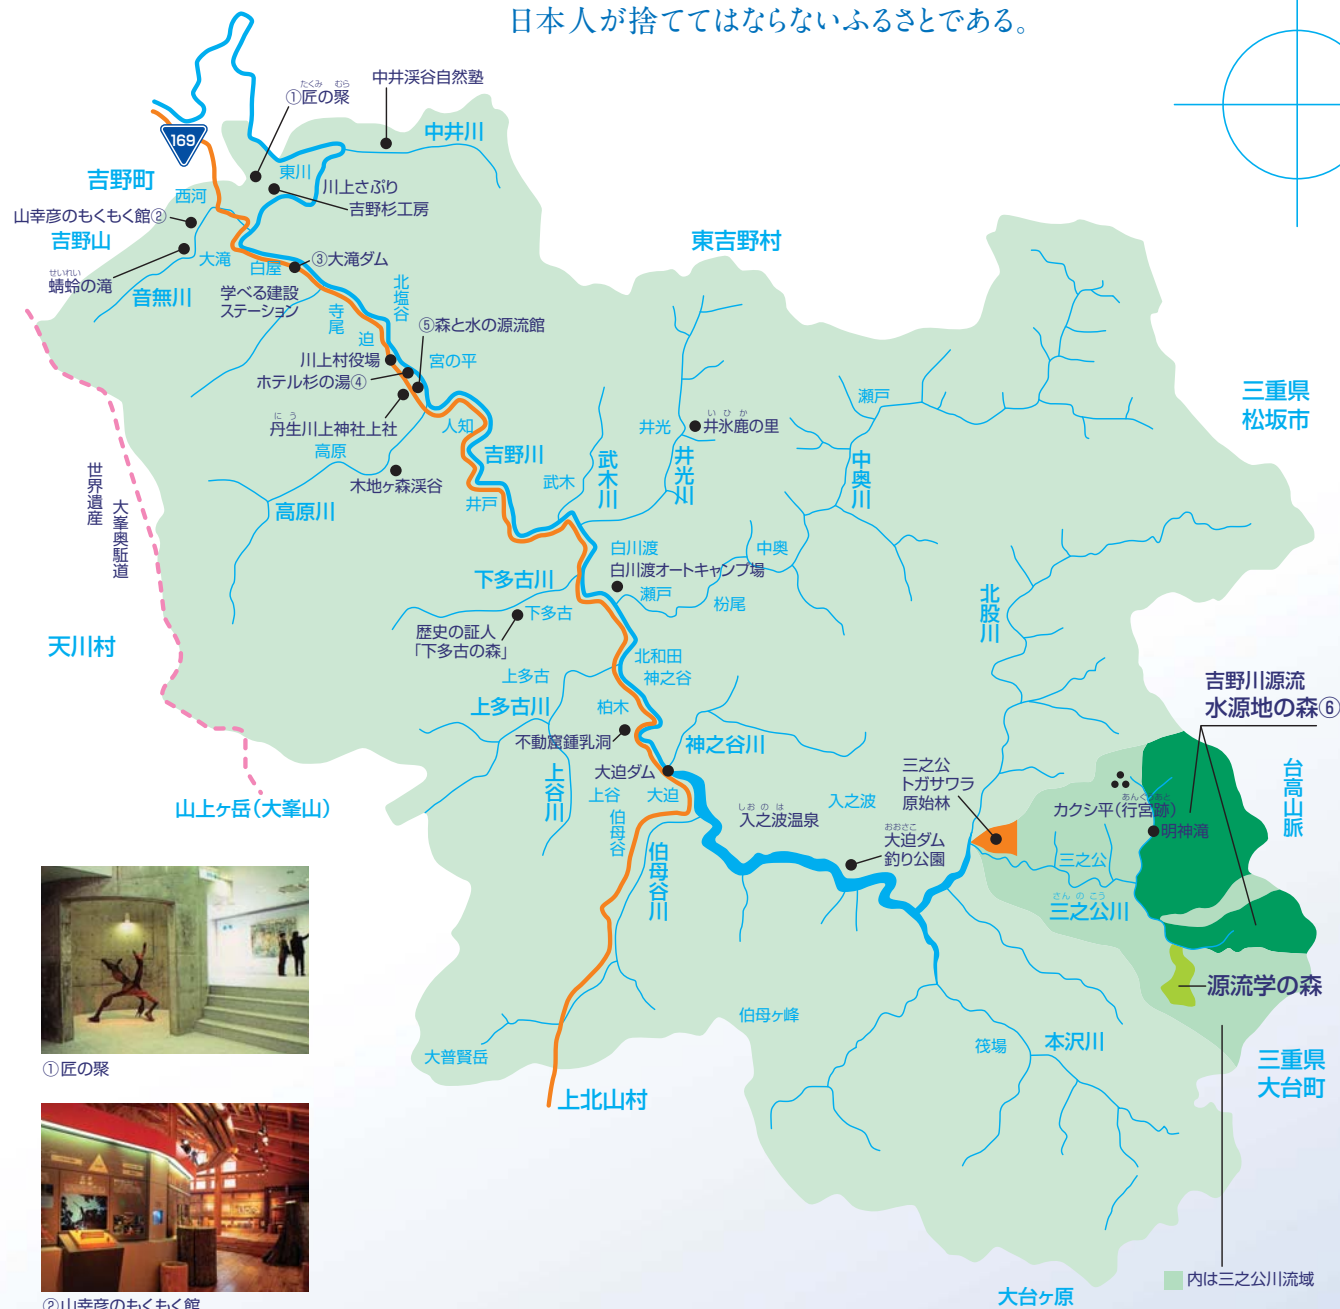 日本人が捨ててはならないふるさとである。
たくみ むら
①匠の聚
中井渓谷自然塾
169
中井川
吉野町
東川
西河
川上さぷり
吉野杉工房
山幸彦のもくもく館②
吉野山
東吉野村
大滝
白屋
③大滝ダム
せいれい
蜻蛉の滝
音無川
学べる建設
ステーション
北塩谷
寺尾
迫
⑤森と水の源流館
川上村役場
宮の平
ホテル杉の湯④
瀬戸
三重県
松坂市
にう
丹生川上神社上社
人知
井光
いひか
井氷鹿の里
高原
吉野川
武木川
井光川
中奥川
木地ヶ森渓谷
武木
世界遺産
大峯奥駈道
高原川
井戸
白川渡
中奥
白川渡オートキャンプ場
下多古川
瀬戸
枌尾
北股川
下多古
歴史の証人
「下多古の森」
天川村
北和田
神之谷
上多古
吉野川源流
水源地の森⑥
上多古川
柏木
不動窟鍾乳洞
神之谷川
上谷川
大迫ダム
三之公
トガサワラ
原始林
台高山脈
上谷
大迫
入之波
山上ヶ岳（大峯山）
しおのは
入之波温泉
あんぐうあと
カクシ平（行宮跡）
明神滝
伯母谷
おおさこ
大迫ダム
釣り公園
伯母谷川
三之公
さんのこう
三之公川
源流学の森
伯母ヶ峰
筏場
本沢川
大普賢岳
①匠の聚
三重県
大台町
上北山村
内は三之公川流域
大台ヶ原
②山幸彦のもくもく館